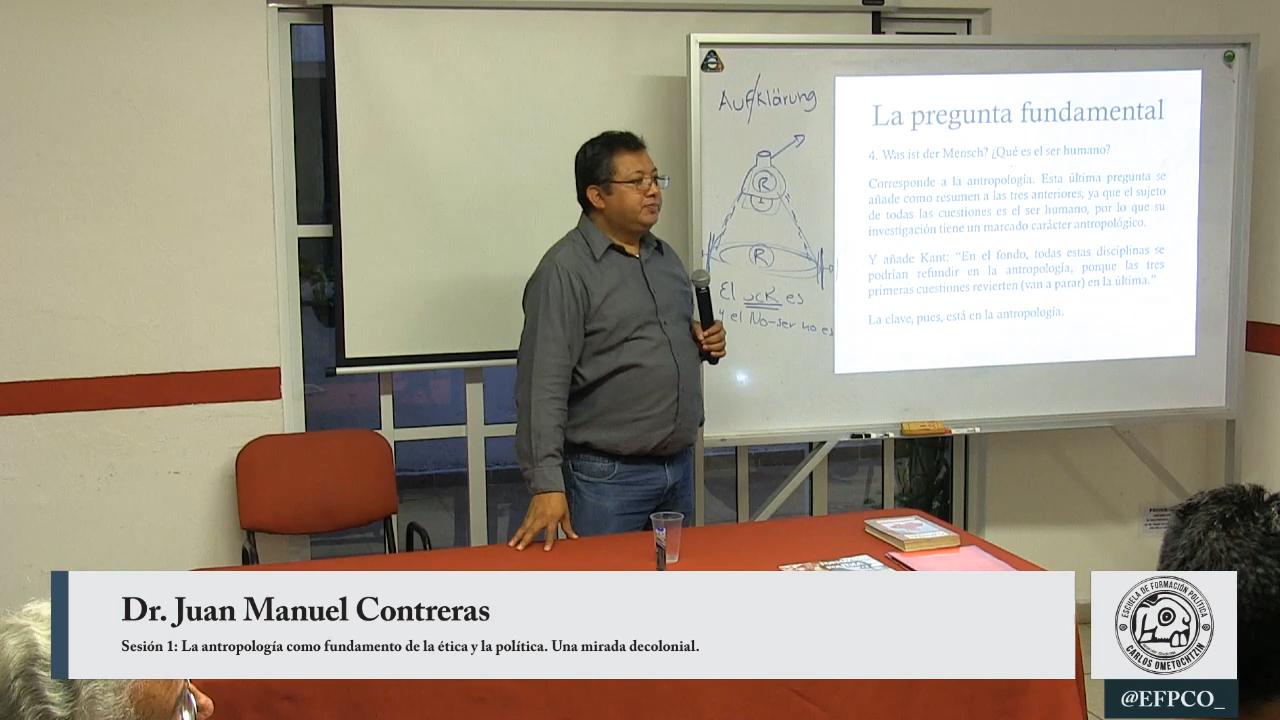 Auf/klärung
R
R
El ser es
y el No-ser no es
La pregunta fundamental
4. Was ist der Mensch? ¿Qué es el ser humano?
Corresponde a la antropología. Esta última pregunta se
añade como resumen a las tres anteriores, ya que el sujeto
de todas las cuestiones es el ser humano, por lo que su
investigación tiene un marcado carácter antropológico.
Y añade Kant: “En el fondo, todas estas disciplinas se
podrían refundir en la antropología, porque las tres
primeras cuestiones revierten (van a parar) en la última.”
La clave, pues, está en la antropología.
Dr. Juan Manuel Contreras
Sesión 1: La antropología como fundamento de la ética y la política. Una mirada decolonial.
ESCUELA DE FORMACIÓN POLÍTICA
CARLOS OMETOCHTZIN
@EFPCO_